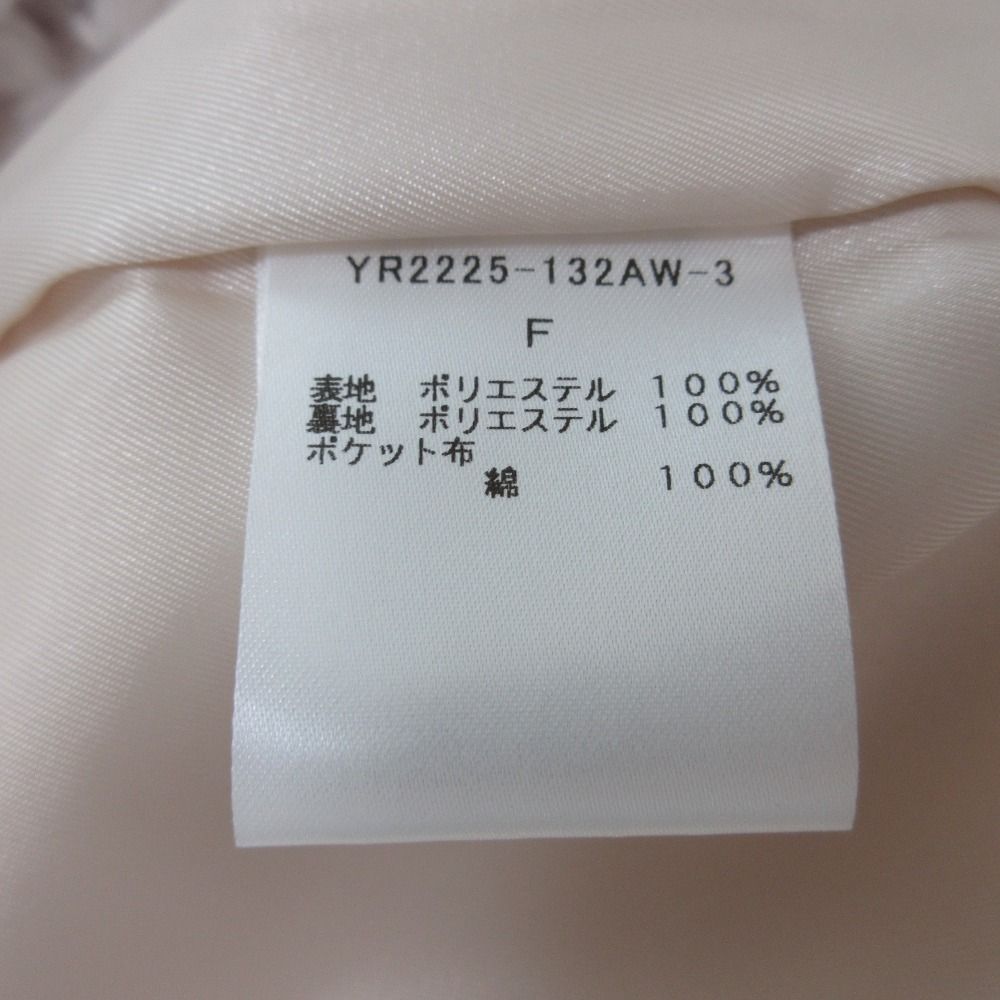 YR2225-132AW-3
F
表地 ポリエステル 100%
裏地 ポリエステル 100%
ポケット布
綿 100%